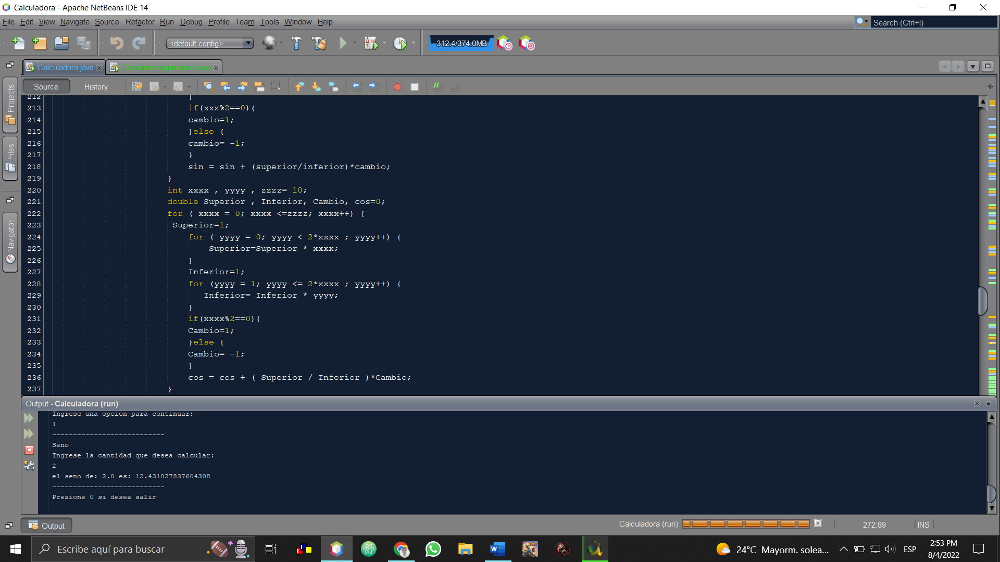 Calculadora - Apache NetBeans IDE 14
File Edit View Navigate Source Refactor Run Debug Profile Team Tools Window Help
Search (Ctrl+I)
<default config>
312.4/374.0MB
Calculadora.java
Operadoresprimarios.java
Source History
Projects
Files
Navigator
212 }
213 if(xxx%2==0){
214 cambio=1;
215 }else {
216 cambio= -1;
217 }
218 sin = sin + (superior/inferior)*cambio;
219 }
220 int xxxx , yyyy , zzzz= 10;
221 double Superior , Inferior, Cambio, cos=0;
222 for ( xxxx = 0; xxxx <=zzzz; xxxx++) {
223 Superior=1;
224 for ( yyyy = 0; yyyy < 2*xxxx ; yyyy++) {
225 Superior=Superior * xxxx;
226 }
227 Inferior=1;
228 for (yyyy = 1; yyyy <= 2*xxxx ; yyyy++) {
229 Inferior= Inferior * yyyy;
230 }
231 if(xxxx%2==0){
232 Cambio=1;
233 }else {
234 Cambio= -1;
235 }
236 cos = cos + ( Superior / Inferior )*Cambio;
237 }
Output - Calculadora (run)
Ingrese una opcion para continuar:
1
---------------------------
Seno
Ingrese la cantidad que desea calcular:
2
el seno de: 2.0 es: 12.431027837604308
---------------------------
Presione 0 si desea salir
Output
Calculadora (run)
272:89
INS
Escribe aquí para buscar
24°C Mayorm. solea...
ESP
2:53 PM
8/4/2022